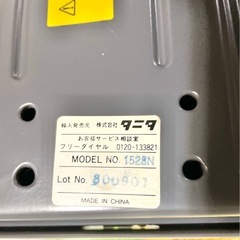 輸入発売元 株式会社 タニタ
お客様サービス相談室
フリーダイヤル 0120-133821
MODEL NO. 1528N
Lot No. 800901
MADE IN CHINA